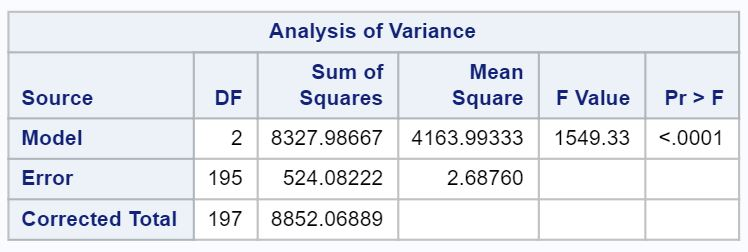 Analysis of Variance
Source DF Sum of Squares Mean Square F Value Pr > F
Model 2 8327.98667 4163.99333 1549.33 <.0001
Error 195 524.08222 2.68760
Corrected Total 197 8852.06889